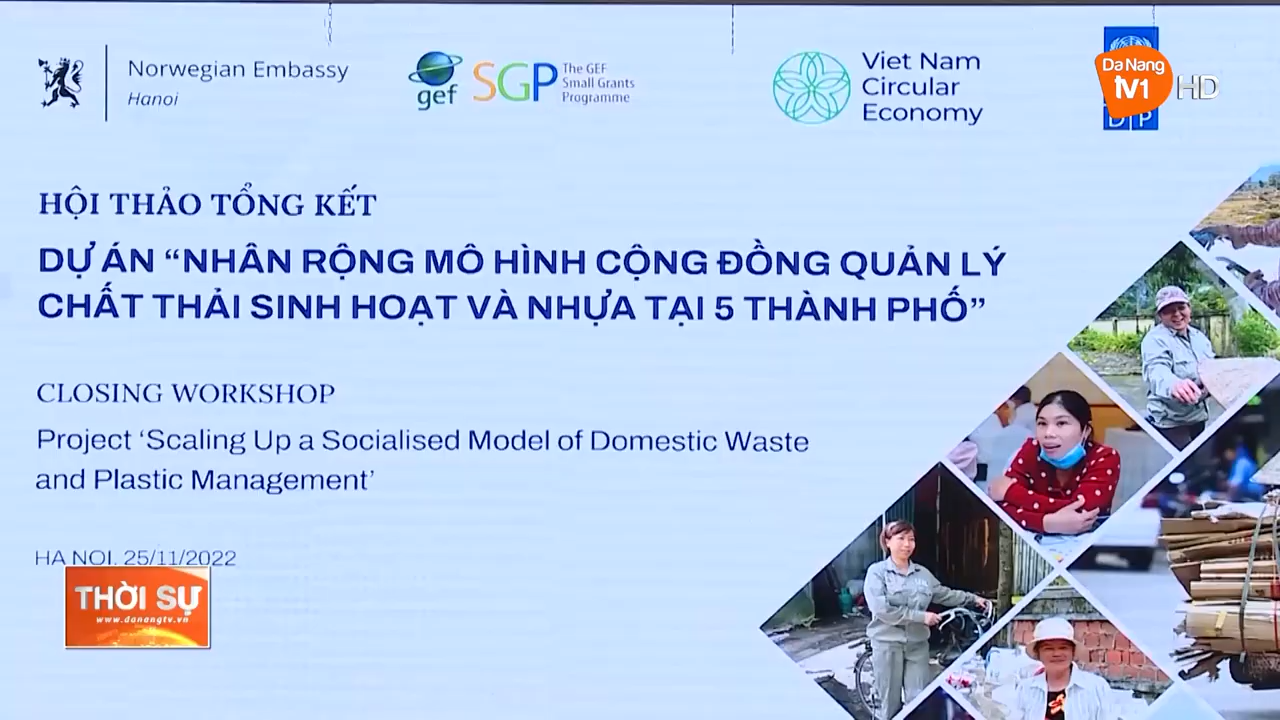 Norwegian Embassy
Hanoi
gef
SGP
The GEF
Small Grants
Programme
Viet Nam
Circular
Economy
Da Nang
TV1
HD
D P
HỘI THẢO TỔNG KẾT
DỰ ÁN “NHÂN RỘNG MÔ HÌNH CỘNG ĐỒNG QUẢN LÝ
CHẤT THẢI SINH HOẠT VÀ NHỰA TẠI 5 THÀNH PHỐ”
CLOSING WORKSHOP
Project ‘Scaling Up a Socialised Model of Domestic Waste
and Plastic Management’
HA NOI, 25/11/2022
THỜI SỰ
www.danangtv.vn